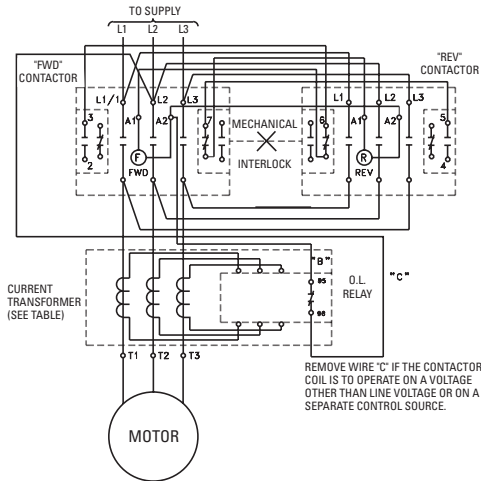 TO SUPPLY
L1 L2 L3
"FWD"
CONTACTOR
"REV"
CONTACTOR
L1/1 L2 L3
L1 L2 L3
3 A1 A2 7
MECHANICAL
6 A1 A2 5
F
R
2
FWD
INTERLOCK
REV
4
"B"
CURRENT
TRANSFORMER
(SEE TABLE)
95
O.L.
RELAY
"C"
96
T1 T2 T3
REMOVE WIRE "C" IF THE CONTACTOR
COIL IS TO OPERATE ON A VOLTAGE
OTHER THAN LINE VOLTAGE OR ON A
SEPARATE CONTROL SOURCE.
MOTOR